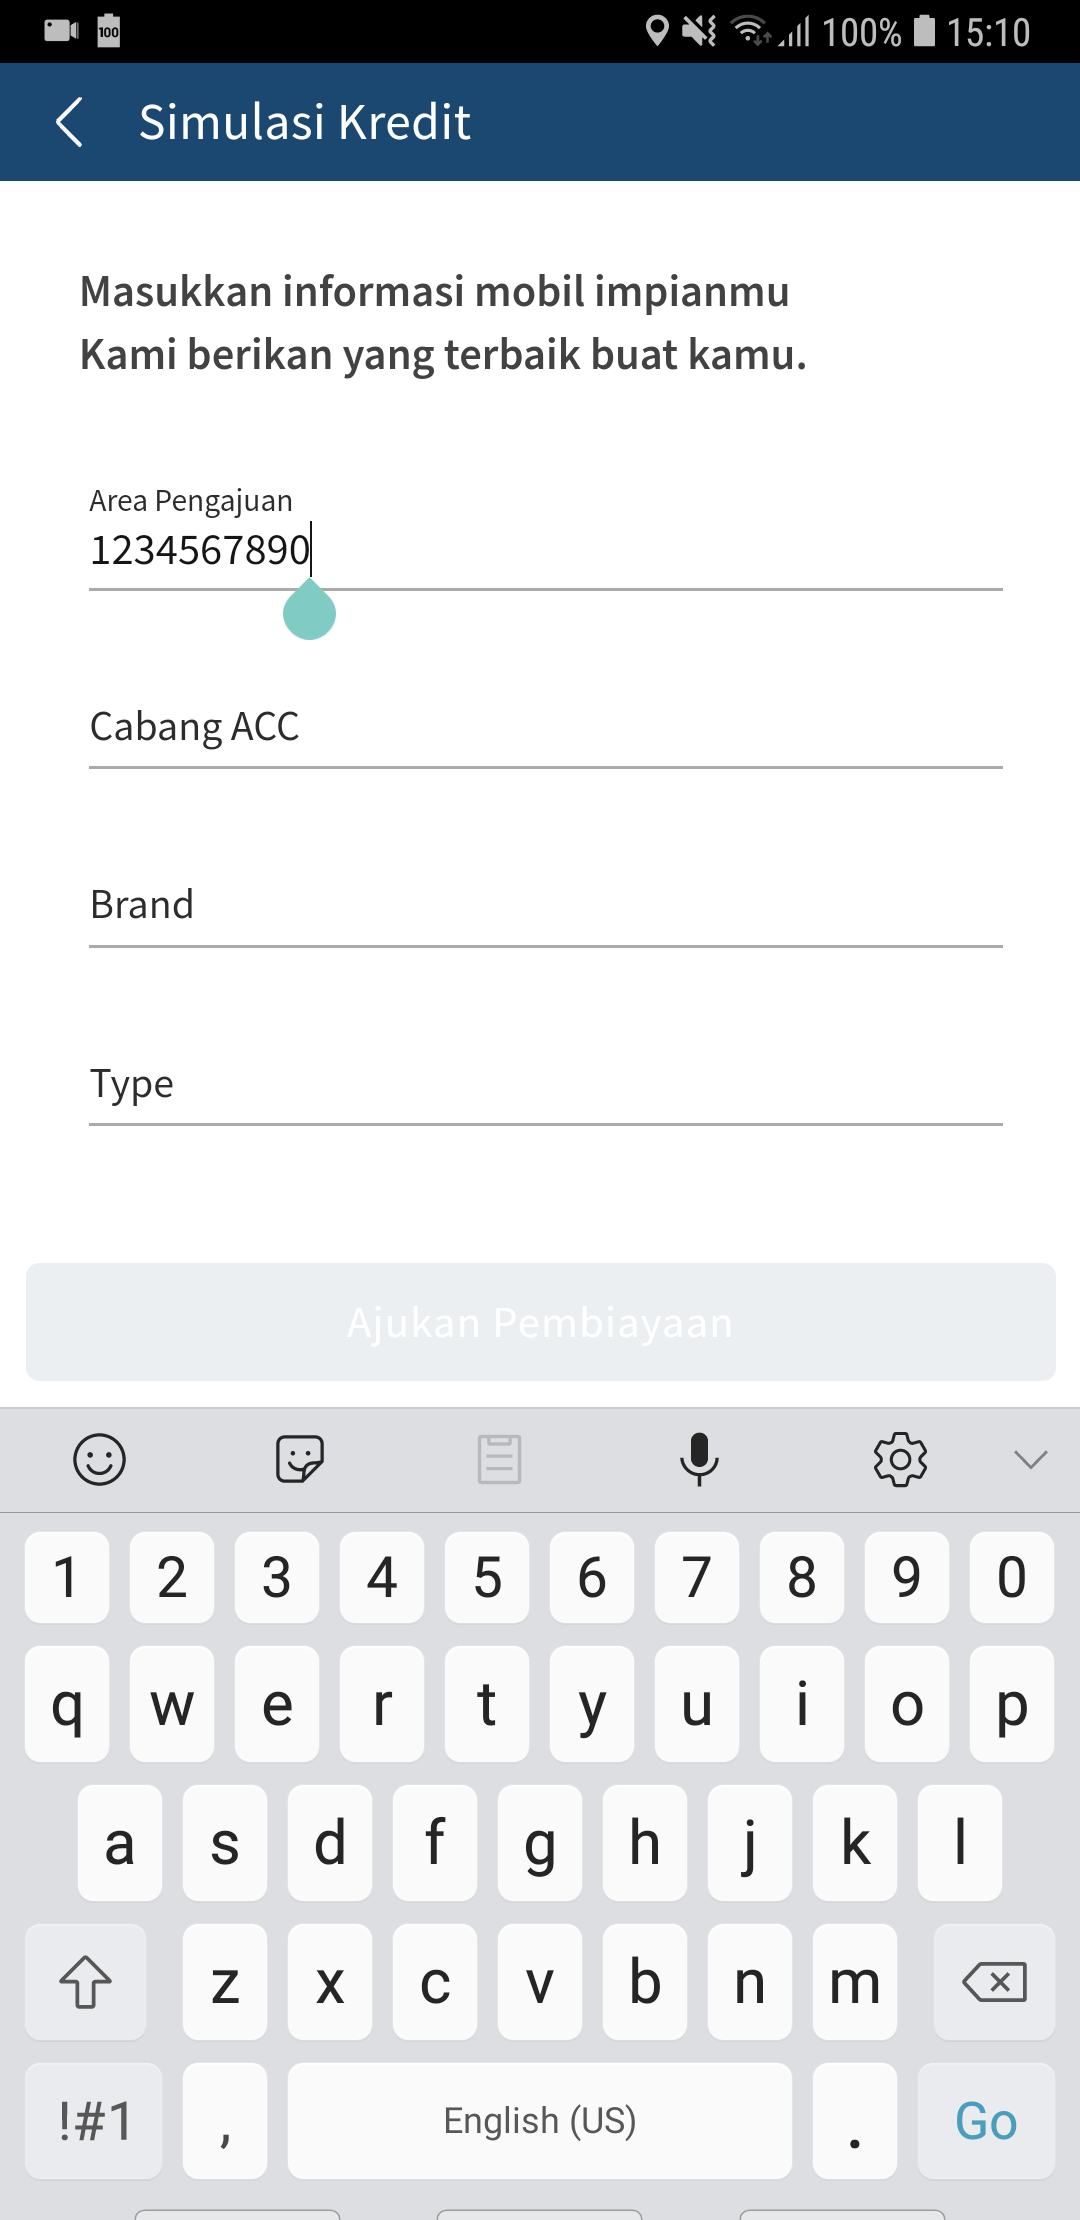 100
100% 15:10
Simulasi Kredit
Masukkan informasi mobil impianmu
Kami berikan yang terbaik buat kamu.
Area Pengajuan
1234567890
Cabang ACC
Brand
Type
Ajukan Pembiayaan
1 2 3 4 5 6 7 8 9 0
q w e r t y u i o p
a s d f g h j k l
z x c v b n m
!#1 , English (US) . Go